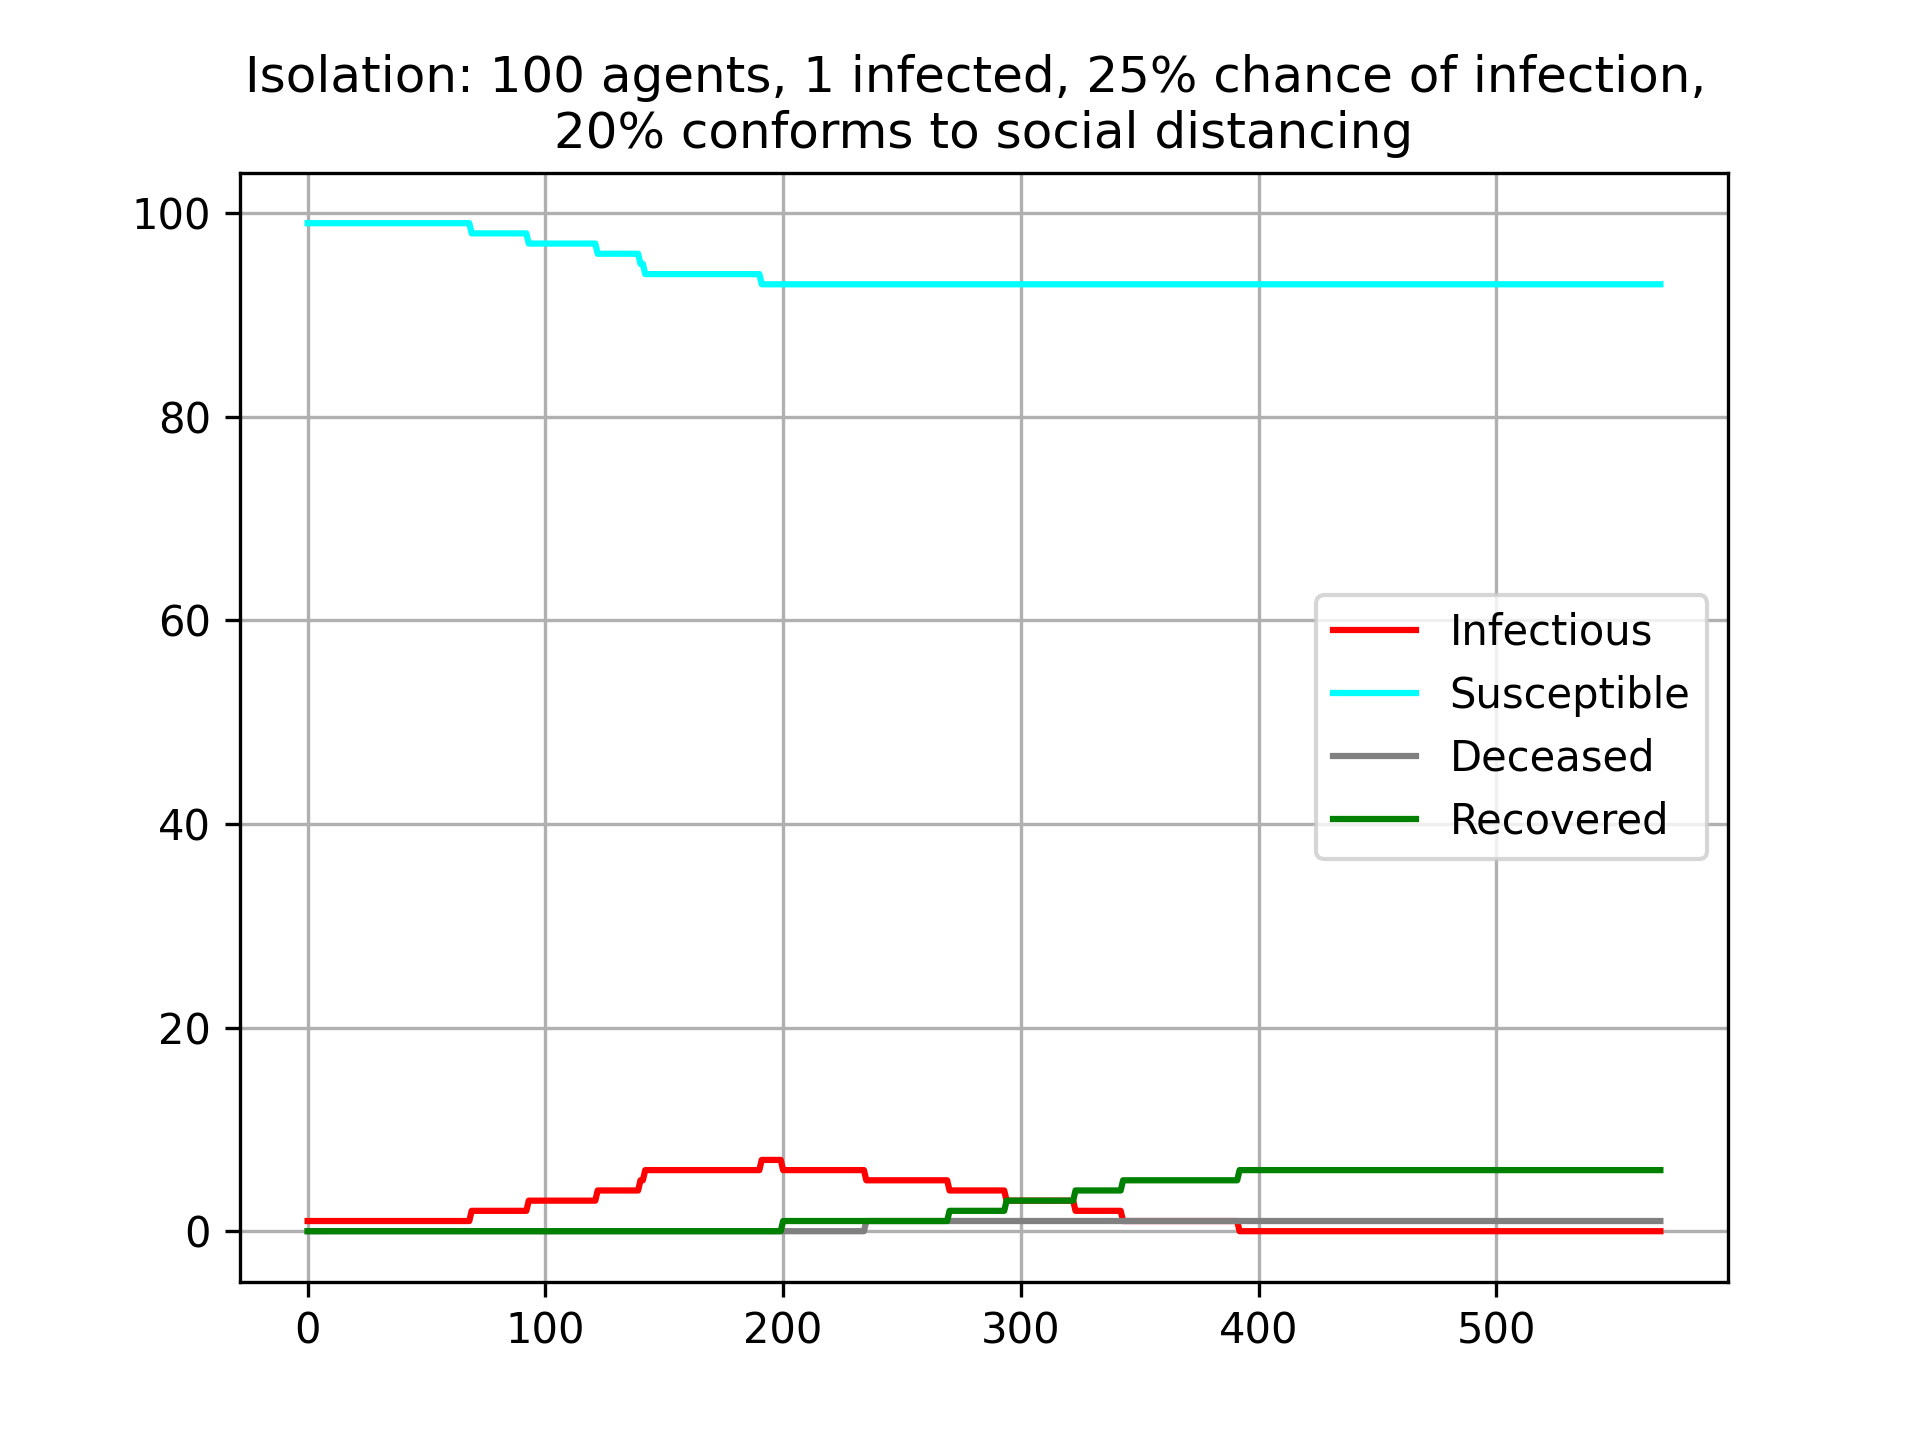 Isolation: 100 agents, 1 infected, 25% chance of infection,
20% conforms to social distancing
100
80
60
40
20
0
Infectious
Susceptible
Deceased
Recovered
0 100 200 300 400 500